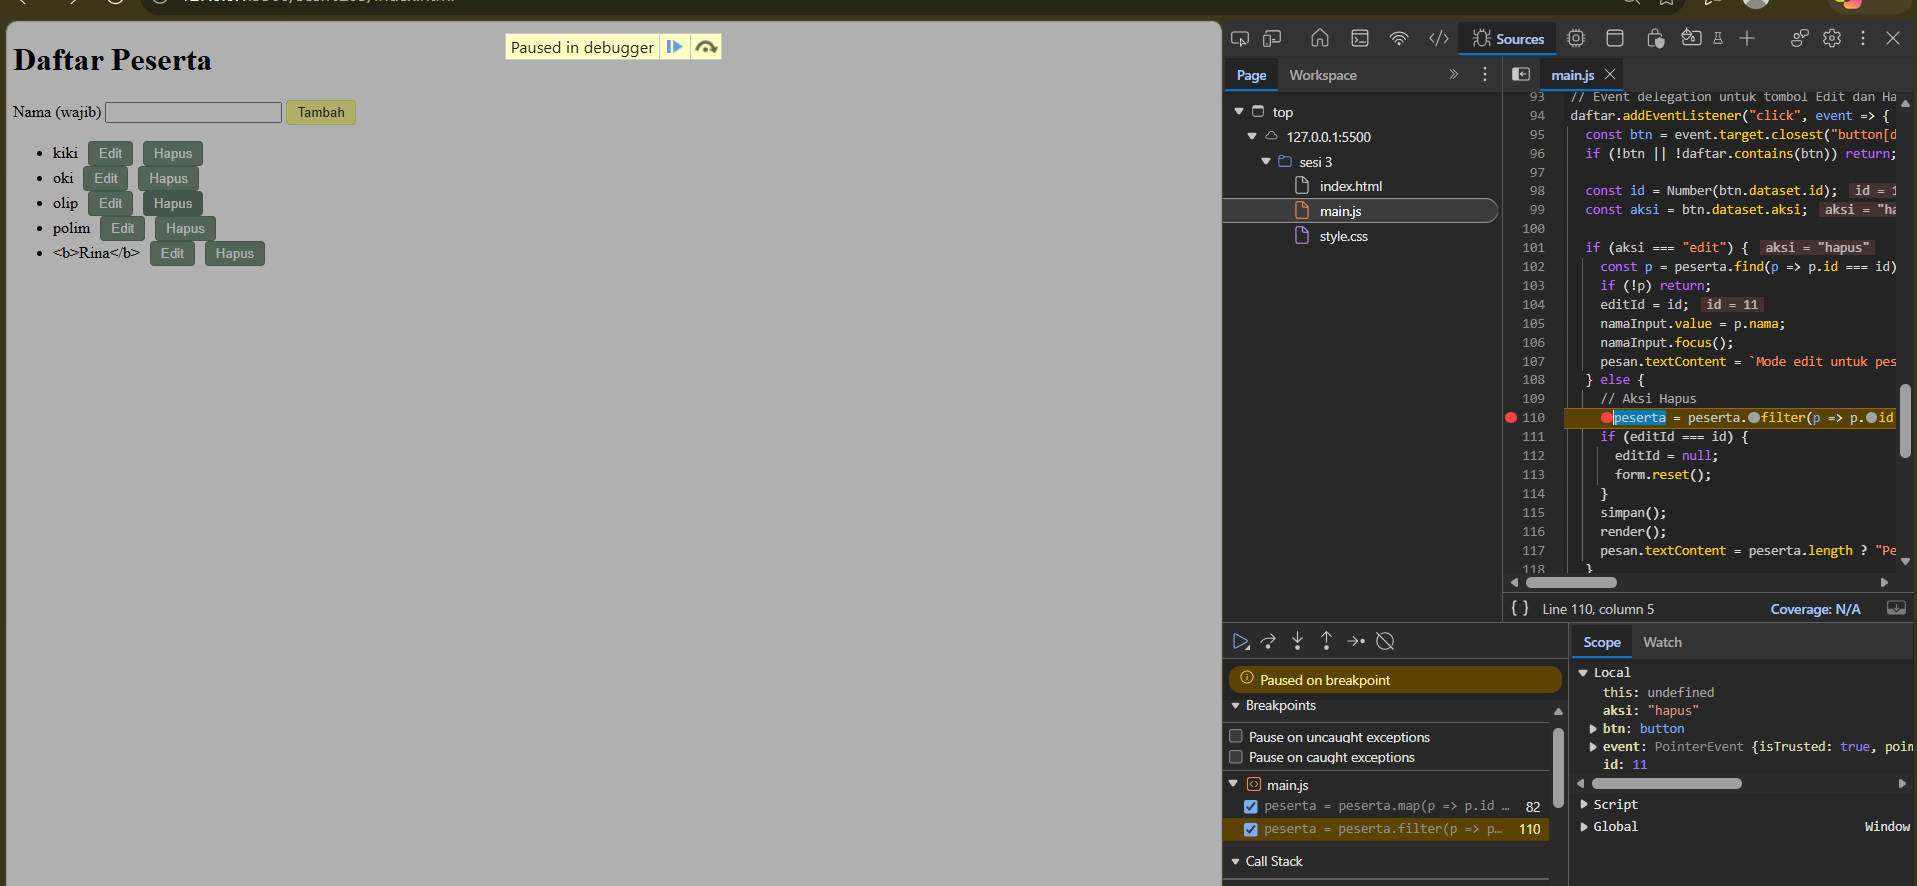 Paused in debugger
Daftar Peserta
Nama (wajib) Tambah
kiki Edit Hapus
oki Edit Hapus
olip Edit Hapus
polim Edit Hapus
<b>Rina</b> Edit Hapus
Sources
Page Workspace
top
127.0.0.1:5500
sesi 3
index.html
main.js
style.css
main.js
93 // Event delegation untuk tombol Edit dan Ha
94 daftar.addEventListener("click", event => {
95 const btn = event.target.closest("button[d
96 if (!btn || !daftar.contains(btn)) return;
97
98 const id = Number(btn.dataset.id); id = 1
99 const aksi = btn.dataset.aksi; aksi = "ha
100
101 if (aksi === "edit") { aksi = "hapus"
102 const p = peserta.find(p => p.id === id)
103 if (!p) return;
104 editId = id; id = 11
105 namaInput.value = p.nama;
106 namaInput.focus();
107 pesan.textContent = `Mode edit untuk pes
108 } else {
109 // Aksi Hapus
110 peserta = peserta.filter(p => p.id
111 if (editId === id) {
112 editId = null;
113 form.reset();
114 }
115 simpan();
116 render();
117 pesan.textContent = peserta.length ? "Pe
118 }
{ } Line 110, column 5 Coverage: N/A
Paused on breakpoint
Breakpoints
Pause on uncaught exceptions
Pause on caught exceptions
main.js
peserta = peserta.map(p => p.id … 82
peserta = peserta.filter(p => p… 110
Call Stack
Scope Watch
Local
this: undefined
aksi: "hapus"
btn: button
event: PointerEvent {isTrusted: true, poin
id: 11
Script
Global Window